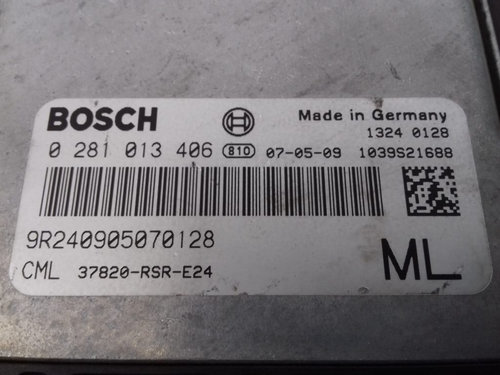 BOSCH
Made in Germany
1324 0128
0 281 013 406 810 07-05-09 1039S21688
9R240905070128
CML 37820-RSR-E24
ML